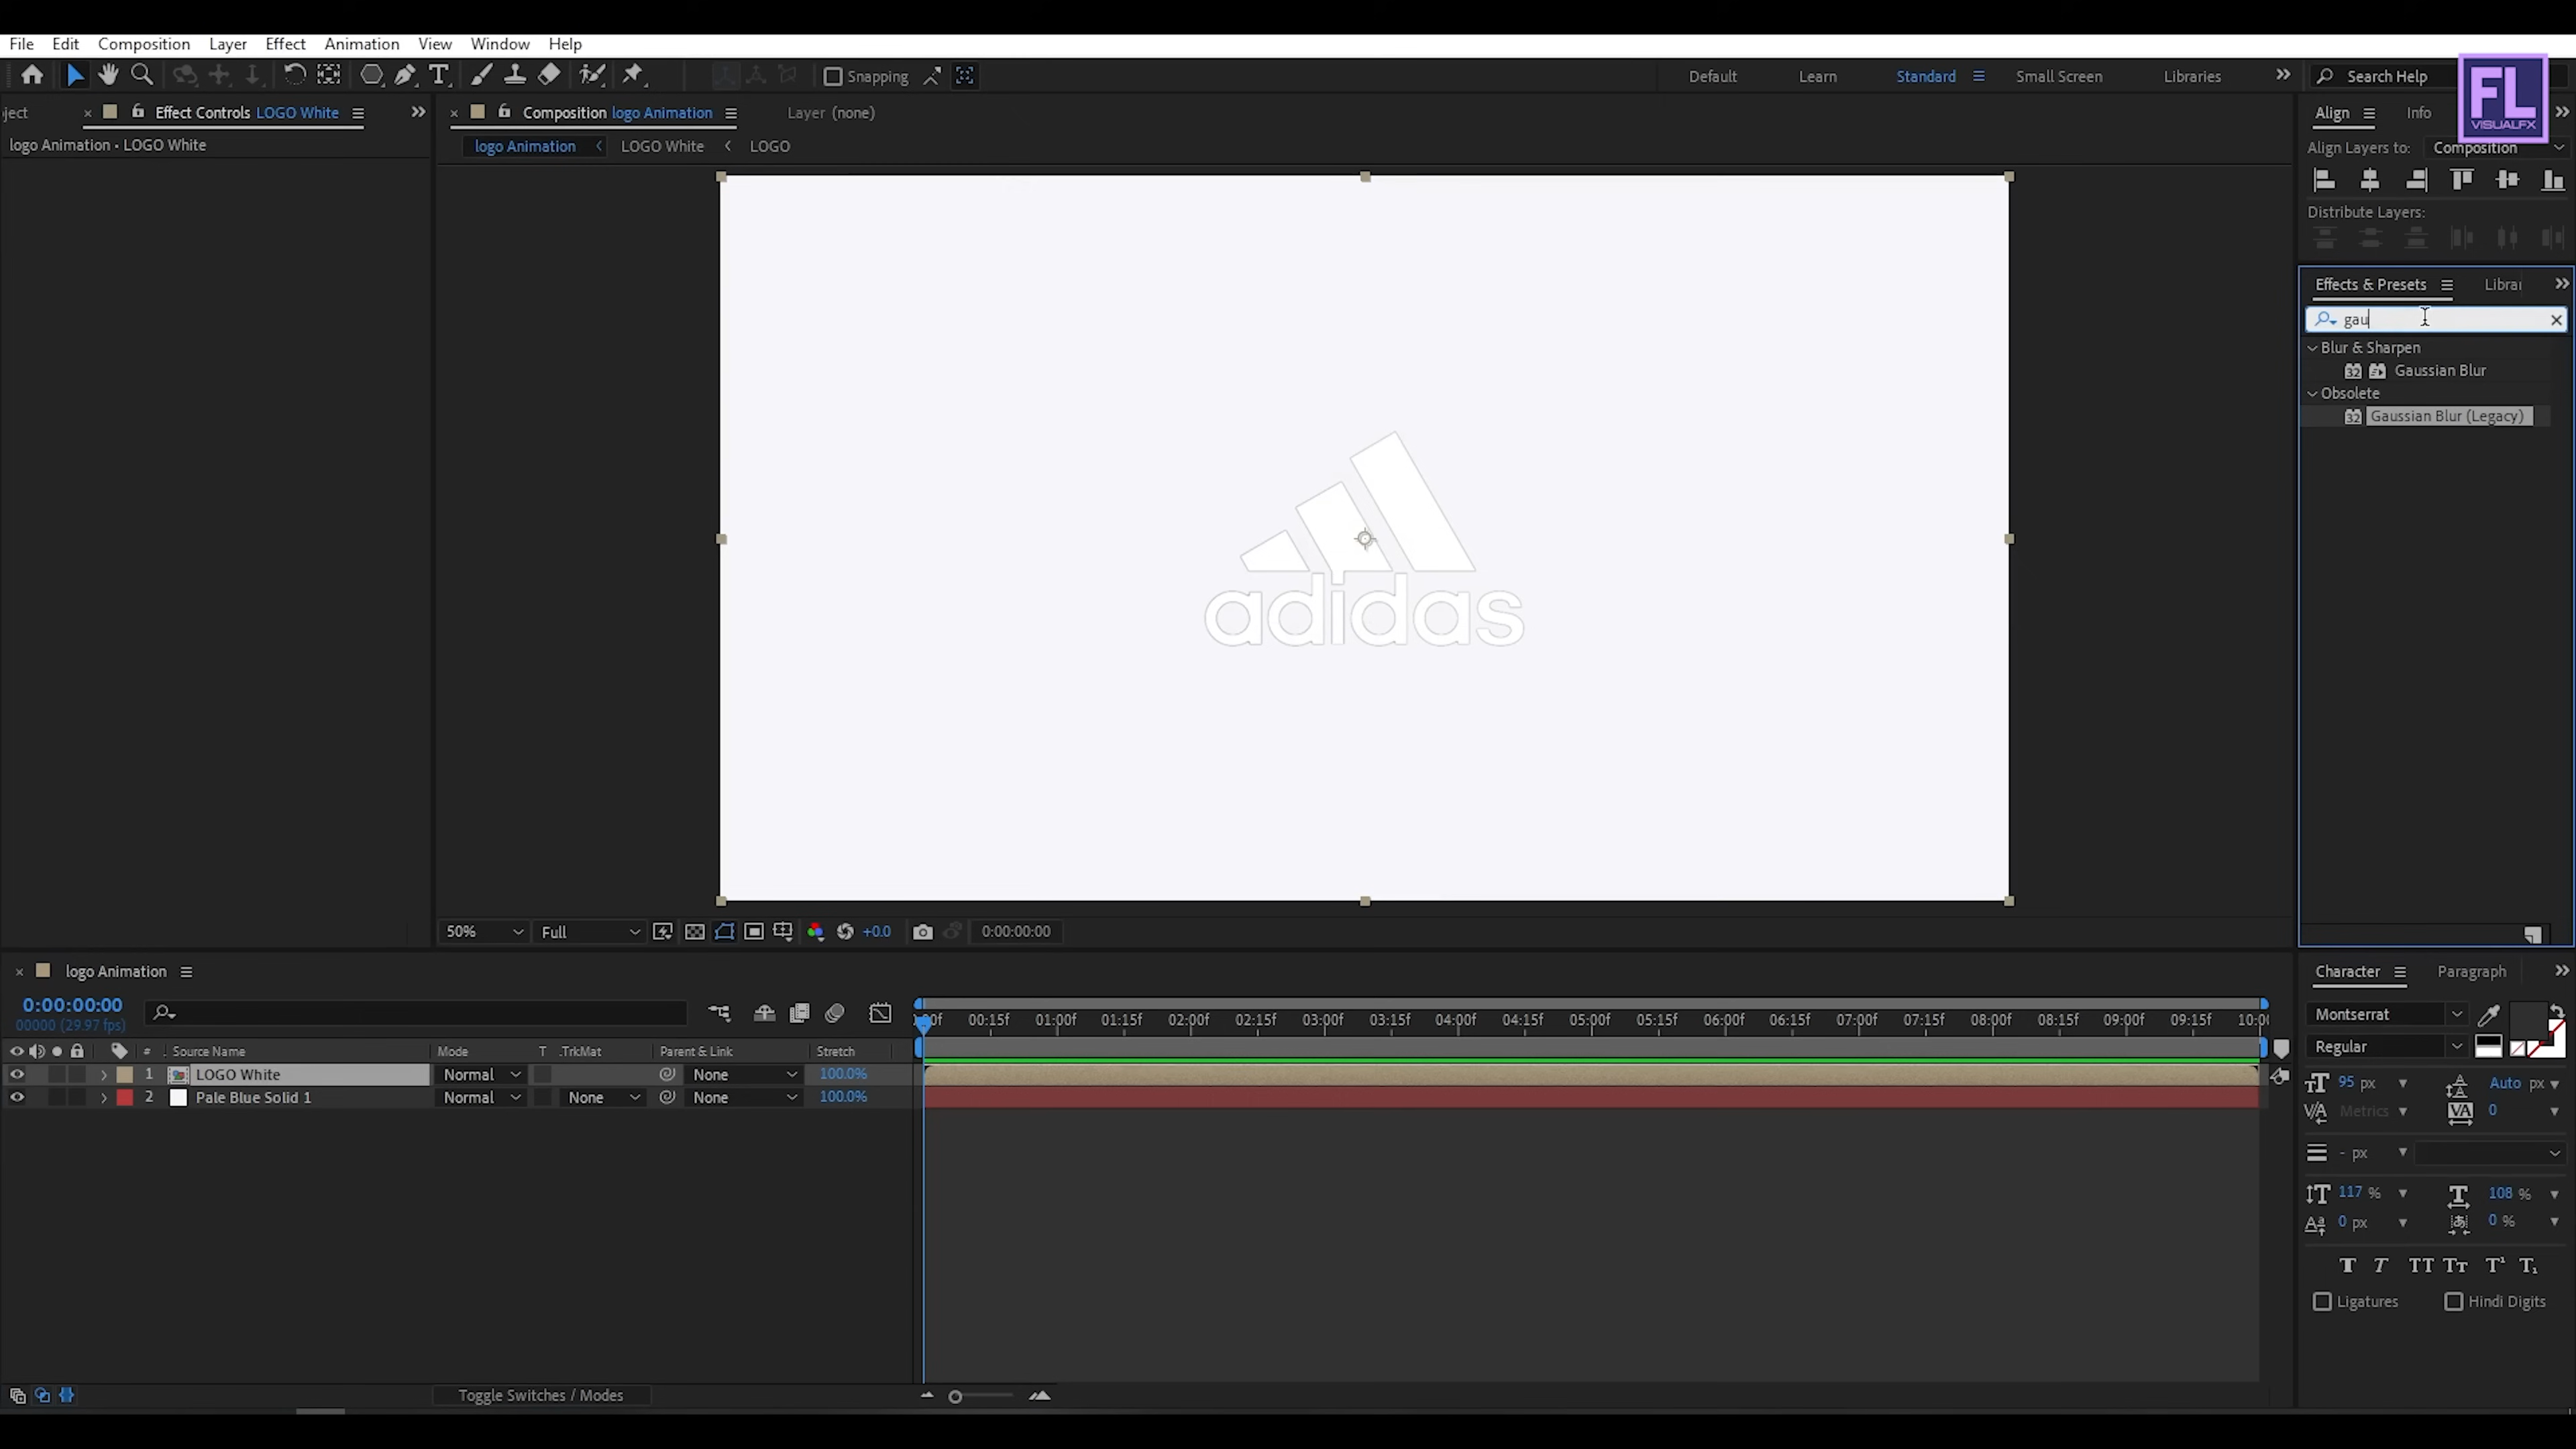 File Edit Composition Layer Effect Animation View Window Help
Snapping Default Learn Standard Small Screen Libraries Search Help
FL
VISUALFX
ject Effect Controls LOGO White Composition logo Animation Layer (none) Align Info
logo Animation • LOGO White
logo Animation LOGO White LOGO
Align Layers to: Composition
Distribute Layers:
Effects & Presets Librar
gau
Blur & Sharpen
32 Gaussian Blur
Obsolete
32 Gaussian Blur (Legacy)
adidas
50% Full +0.0 0:00:00:00
logo Animation
Character Paragraph
0:00:00:00
00000 (29.97 fps)
00:15f 01:00f 01:15f 02:00f 02:15f 03:00f 03:15f 04:00f 04:15f 05:00f 05:15f 06:00f 06:15f 07:00f 07:15f 08:00f 08:15f 09:00f 09:15f 10:0
# Source Name Mode T .TrkMat Parent & Link Stretch
1 LOGO White Normal None 100.0%
2 Pale Blue Solid 1 Normal None None 100.0%
Montserrat
Regular
95 px Auto px
Metrics 0
- px
117 % 108 %
0 px 0 %
Ligatures Hindi Digits
Toggle Switches / Modes